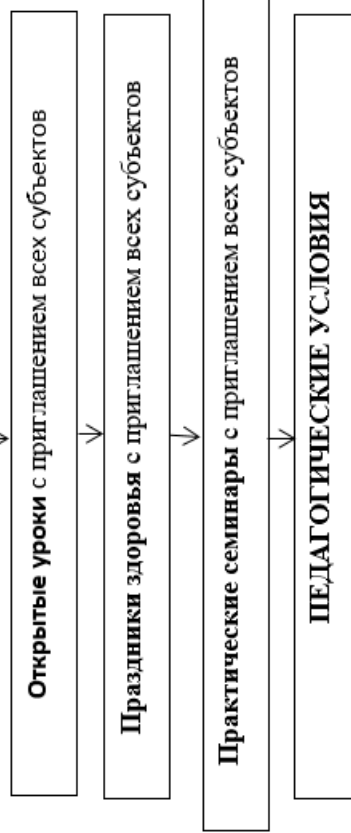 Открытые уроки с приглашением всех субъектов
Праздники здоровья с приглашением всех субъектов
Практические семинары с приглашением всех субъектов
ПЕДАГОГИЧЕСКИЕ УСЛОВИЯ